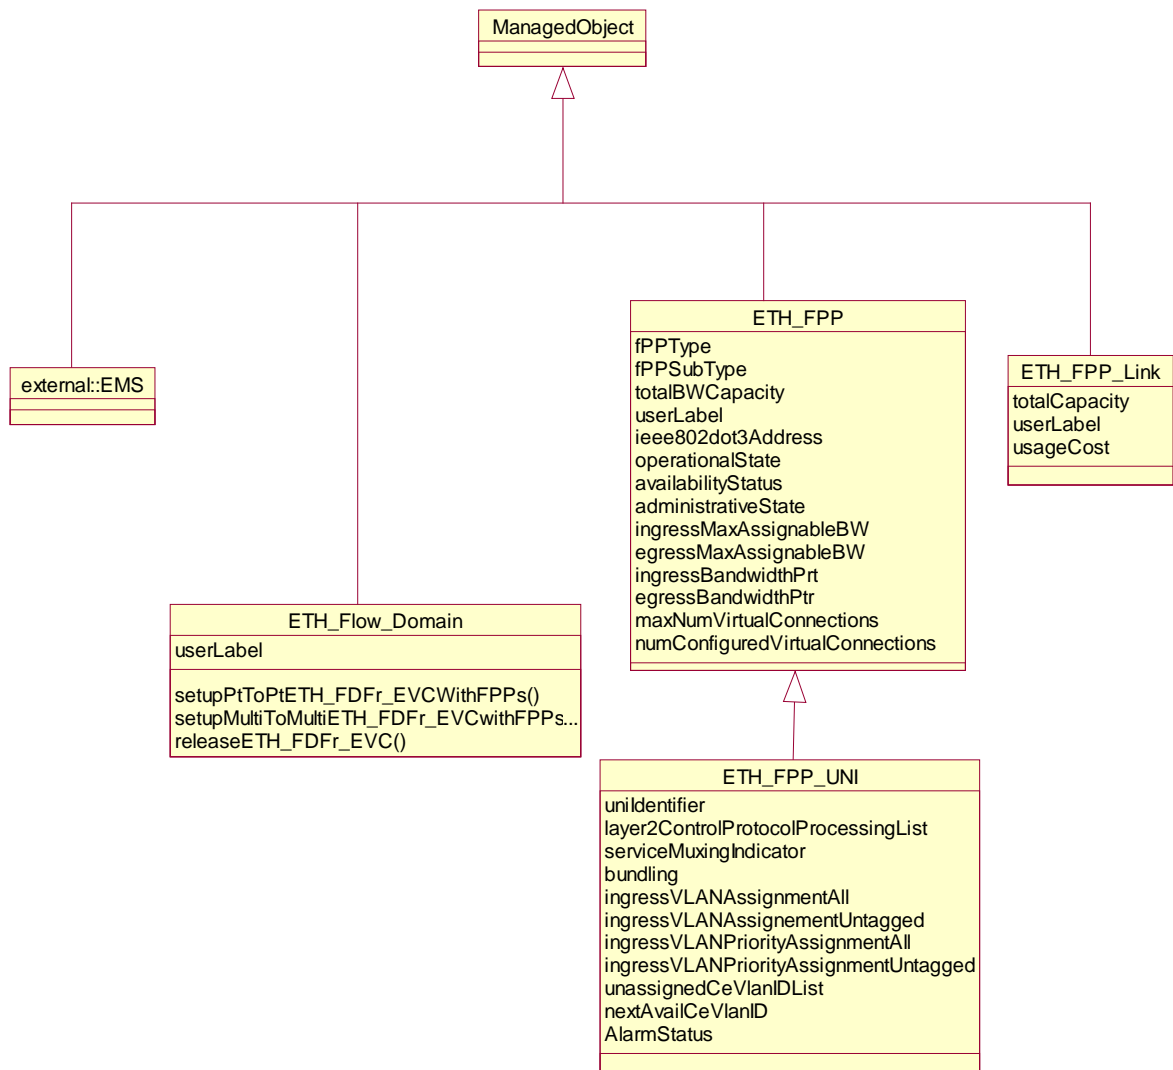 ManagedObject
external::EMS
ETH_Flow_Domain
userLabel
setupPtToPtETH_FDFr_EVCWithFPPs()
setupMultiToMultiETH_FDFr_EVCwithFPPs...
releaseETH_FDFr_EVC()
ETH_FPP
fPPType
fPPSubType
totalBWCapacity
userLabel
ieee802dot3Address
operationalState
availabilityStatus
administrativeState
ingressMaxAssignableBW
egressMaxAssignableBW
ingressBandwidthPrt
egressBandwidthPtr
maxNumVirtualConnections
numConfiguredVirtualConnections
ETH_FPP_Link
totalCapacity
userLabel
usageCost
ETH_FPP_UNI
uniIdentifier
layer2ControlProtocolProcessingList
serviceMuxingIndicator
bundling
ingressVLANAssignmentAll
ingressVLANAssignementUntagged
ingressVLANPriorityAssignmentAll
ingressVLANPriorityAssignmentUntagged
unassignedCeVlanIDList
nextAvailCeVlanID
AlarmStatus